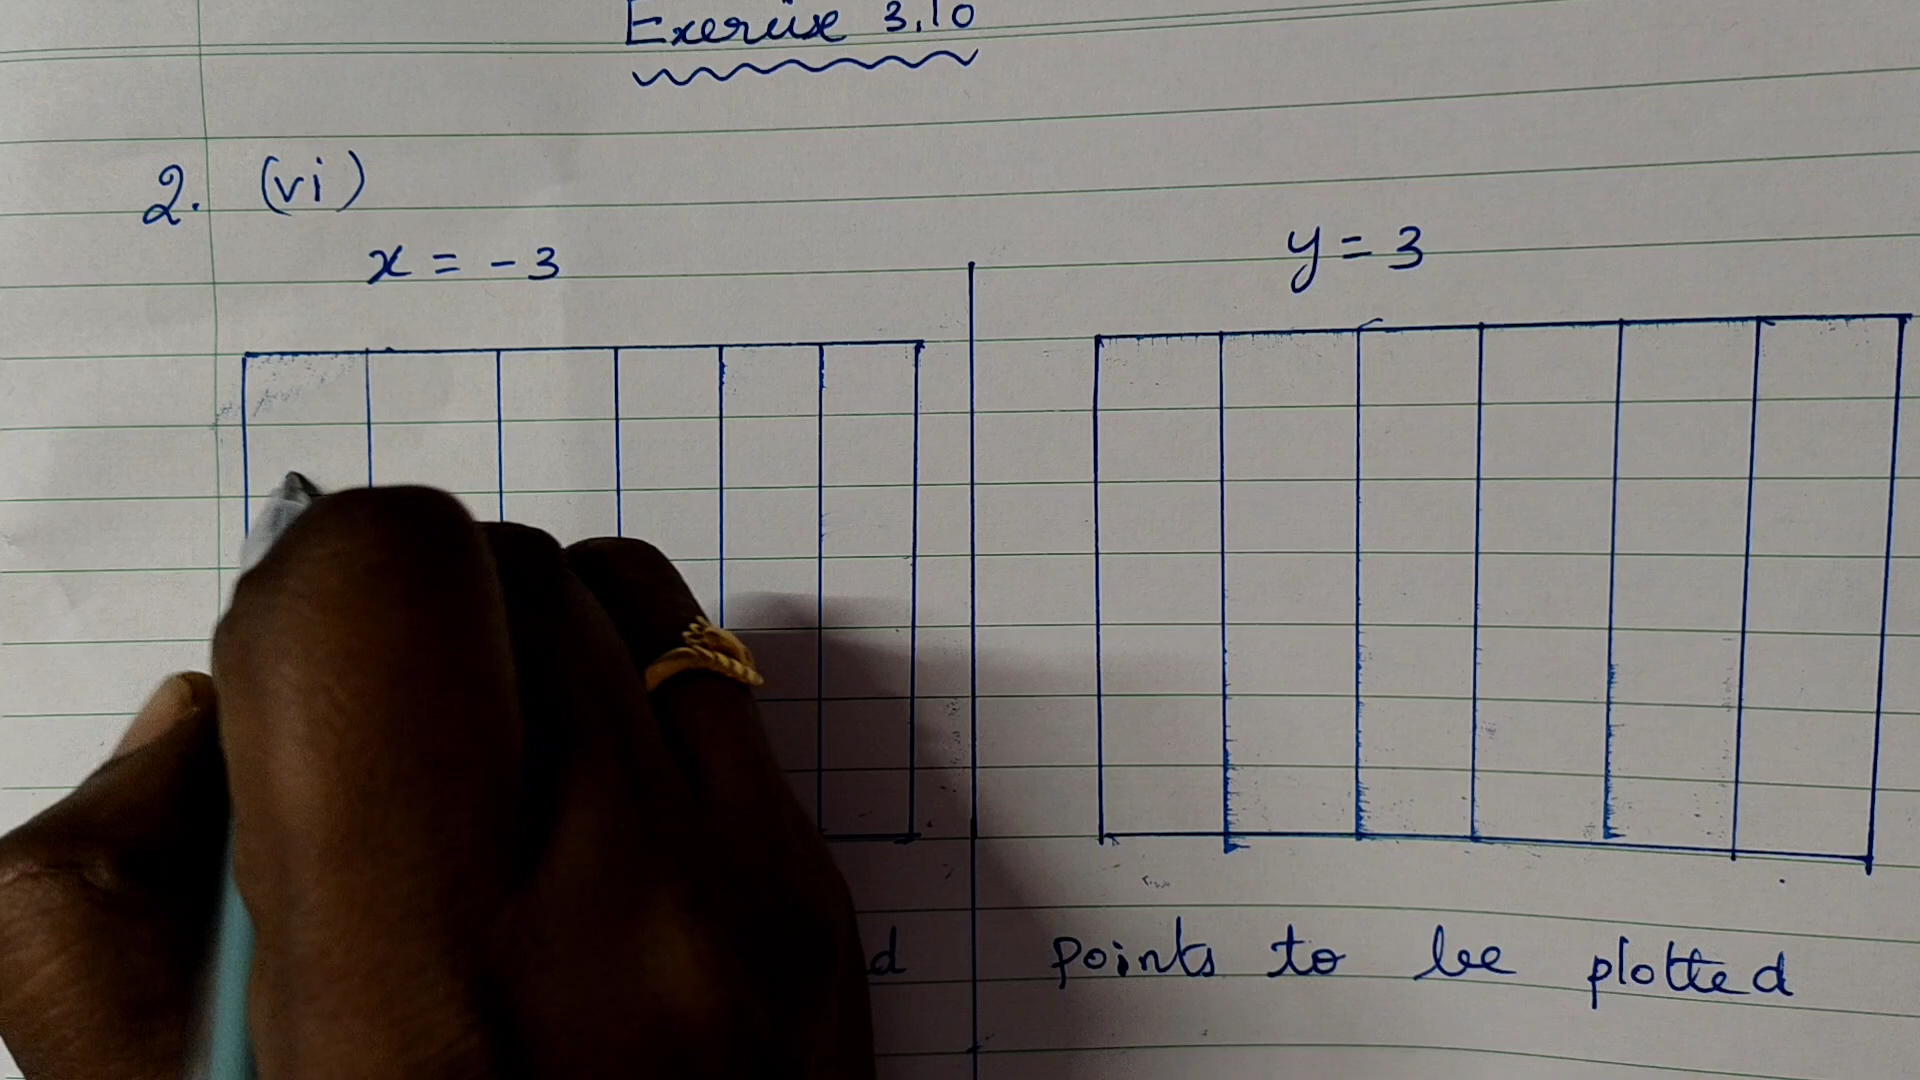 Exercise 3.10
2. (vi)
x = -3
y = 3
points to be plotted